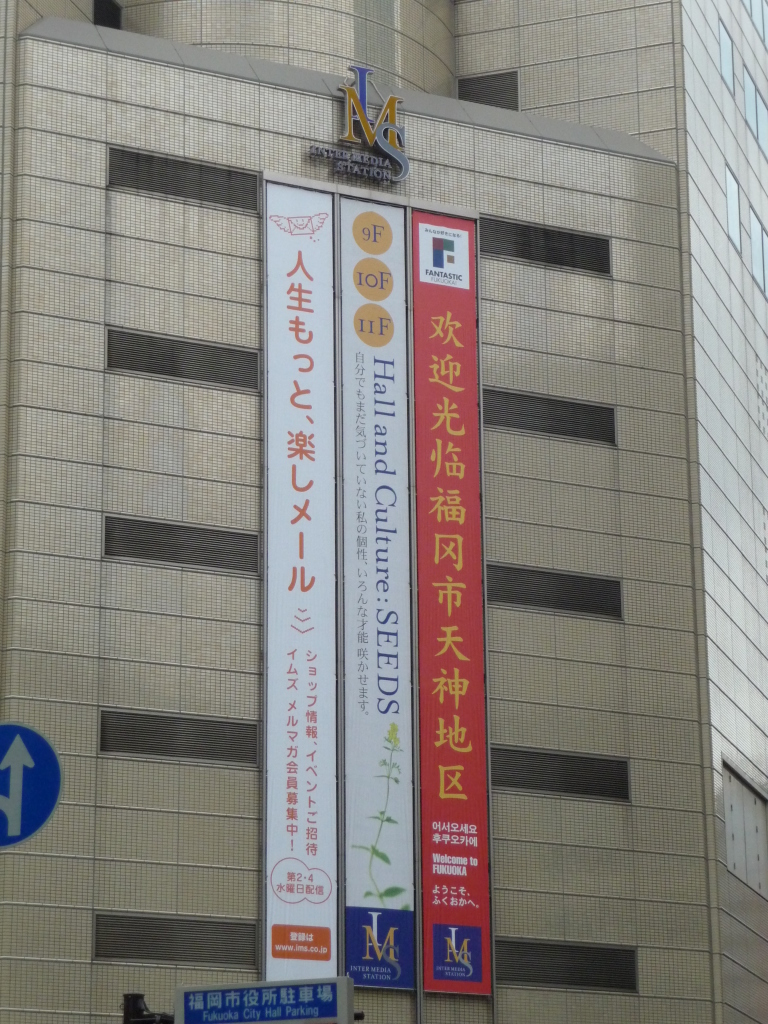 IMS
INTERMEDIA
STATION
人生もっと、楽しメール
ショップ情報、イベントご招待
イムズ メルマガ会員募集中!
第2・4
水曜日配信
登録は
www.ims.co.jp
9F
10F
11F
Hall and Culture: SEEDS
自分でもまだ気づいていない私の個性、いろんな才能 咲かせます。
IMS
INTER MEDIA
STATION
FANTASTIC
FUKUOKA
欢迎光临福冈市天神地区
어서오세요
후쿠오카에
Welcome to
FUKUOKA
ようこそ、
ふくおかへ。
IMS
INTER MEDIA
STATION
福岡市役所駐車場
Fukuoka City Hall Parking